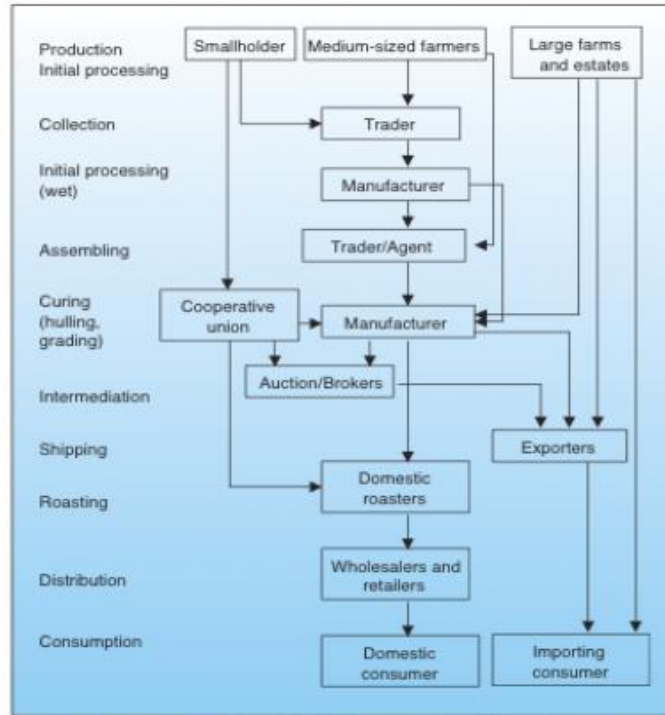 Production
Initial processing
Smallholder
Medium-sized farmers
Large farms
and estates
Collection
Trader
Initial processing
(wet)
Manufacturer
Assembling
Trader/Agent
Curing
(hulling,
grading)
Cooperative
union
Manufacturer
Auction/Brokers
Intermediation
Shipping
Exporters
Roasting
Domestic
roasters
Distribution
Wholesalers and
retailers
Consumption
Domestic
consumer
Importing
consumer